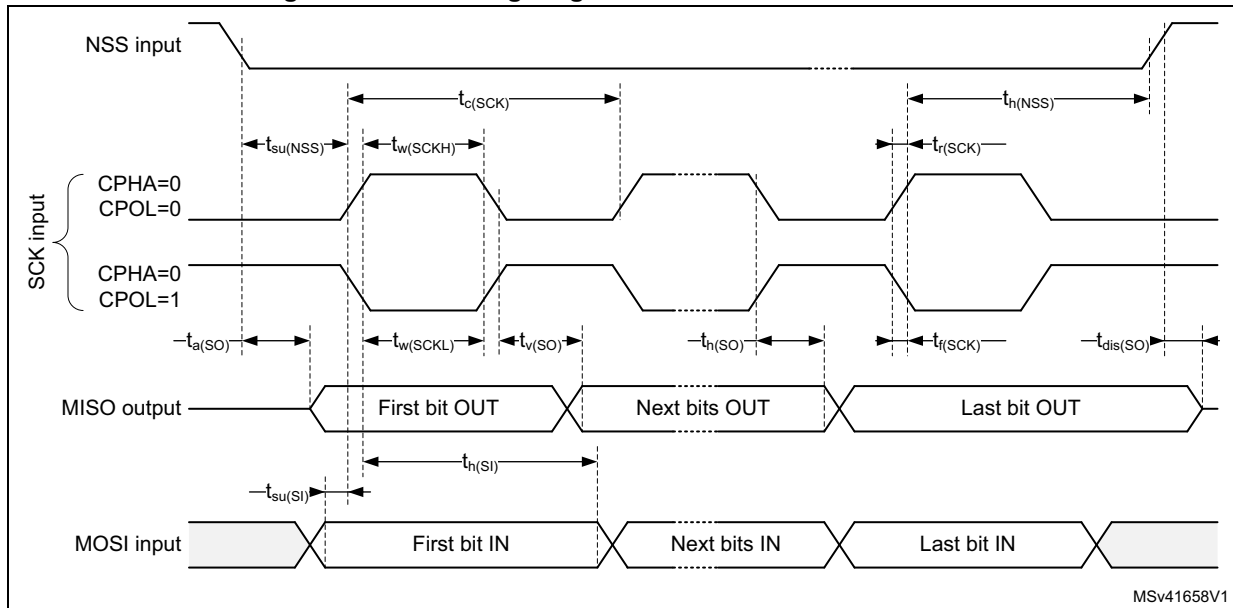 NSS input
tc(SCK)
th(NSS)
tsu(NSS)
tw(SCKH)
tr(SCK)
SCK input
CPHA=0
CPOL=0
CPHA=0
CPOL=1
ta(SO)
tw(SCKL)
tv(SO)
th(SO)
tf(SCK)
tdis(SO)
MISO output
First bit OUT
Next bits OUT
Last bit OUT
th(SI)
tsu(SI)
MOSI input
First bit IN
Next bits IN
Last bit IN
MSv41658V1